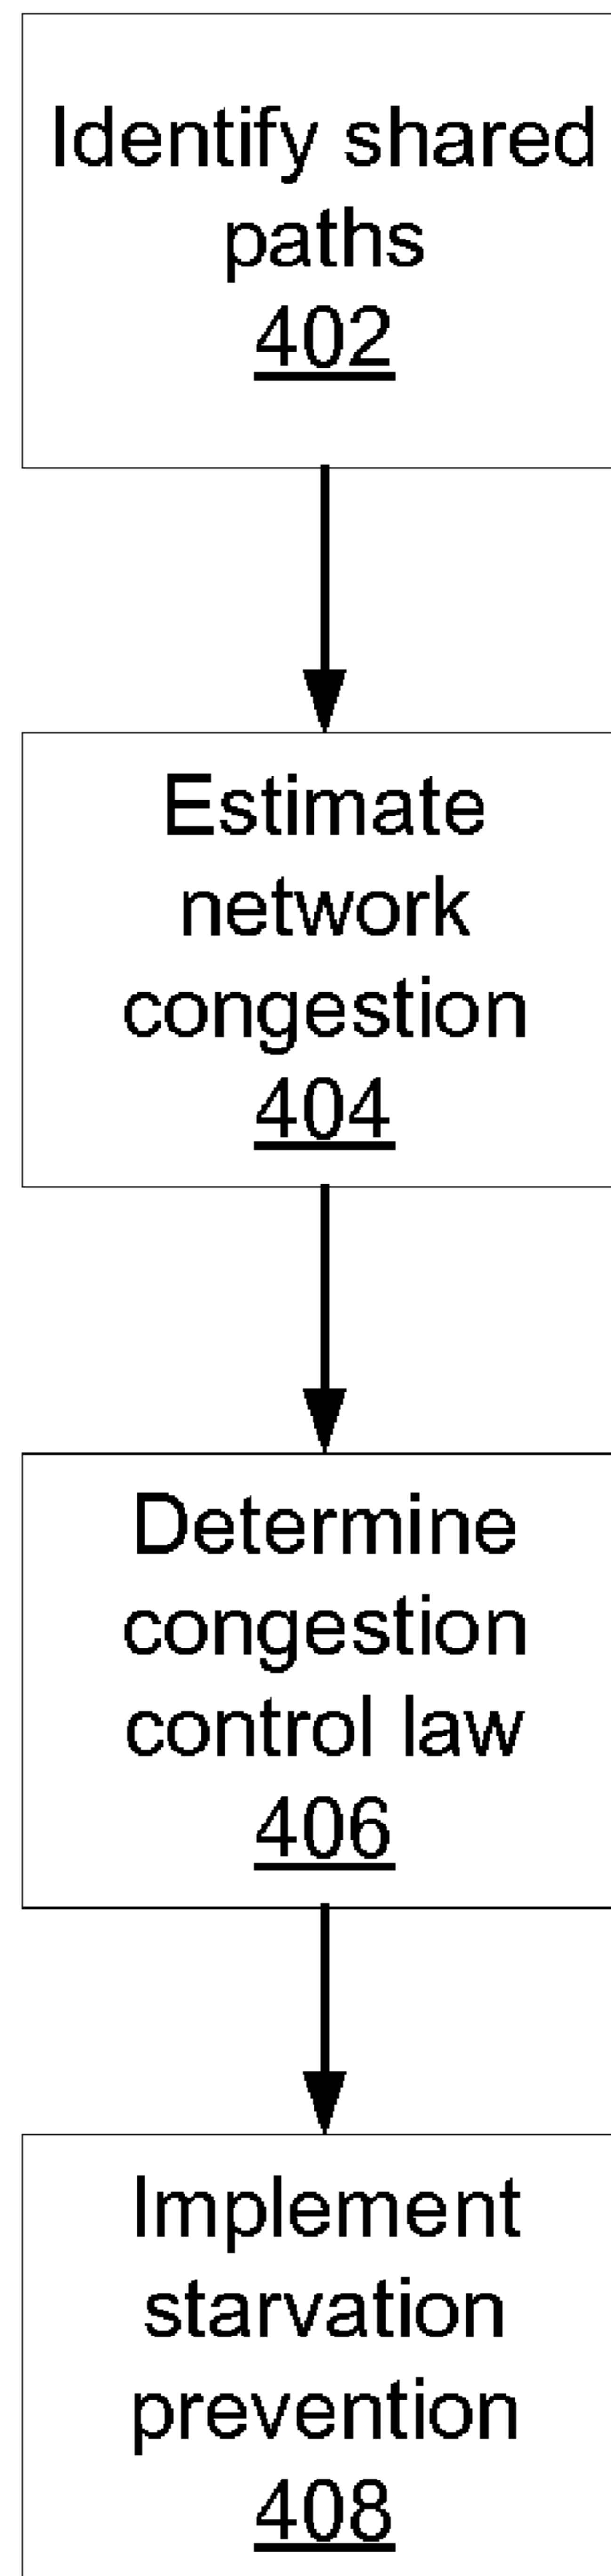 Identify shared
paths
402
Estimate
network
congestion
404
Determine
congestion
control law
406
Implement
starvation
prevention
408